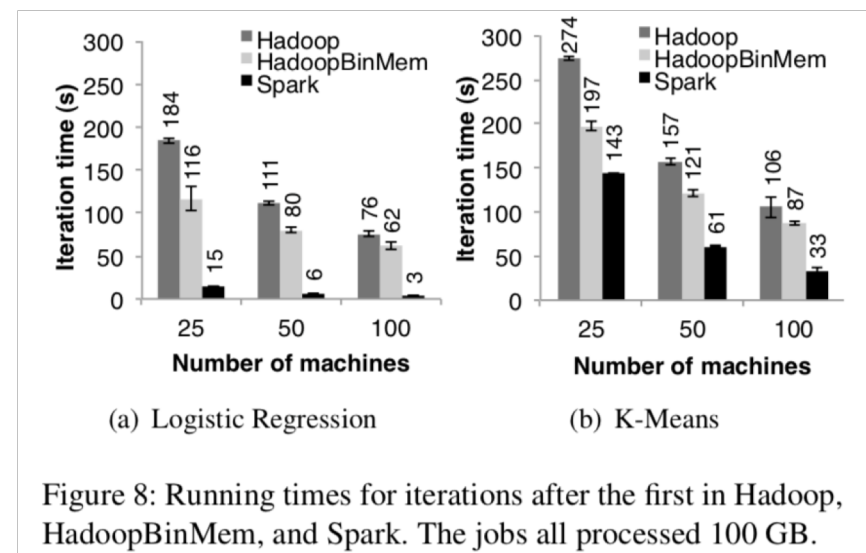 300
250
200
150
100
50
0
Iteration time (s)
Hadoop
HadoopBinMem
Spark
184
116
15
111
80
6
76
62
3
25 50 100
Number of machines
(a) Logistic Regression
300
250
200
150
100
50
0
Iteration time (s)
Hadoop
HadoopBinMem
Spark
274
197
143
157
121
61
106
87
33
25 50 100
Number of machines
(b) K-Means
Figure 8: Running times for iterations after the first in Hadoop,
HadoopBinMem, and Spark. The jobs all processed 100 GB.